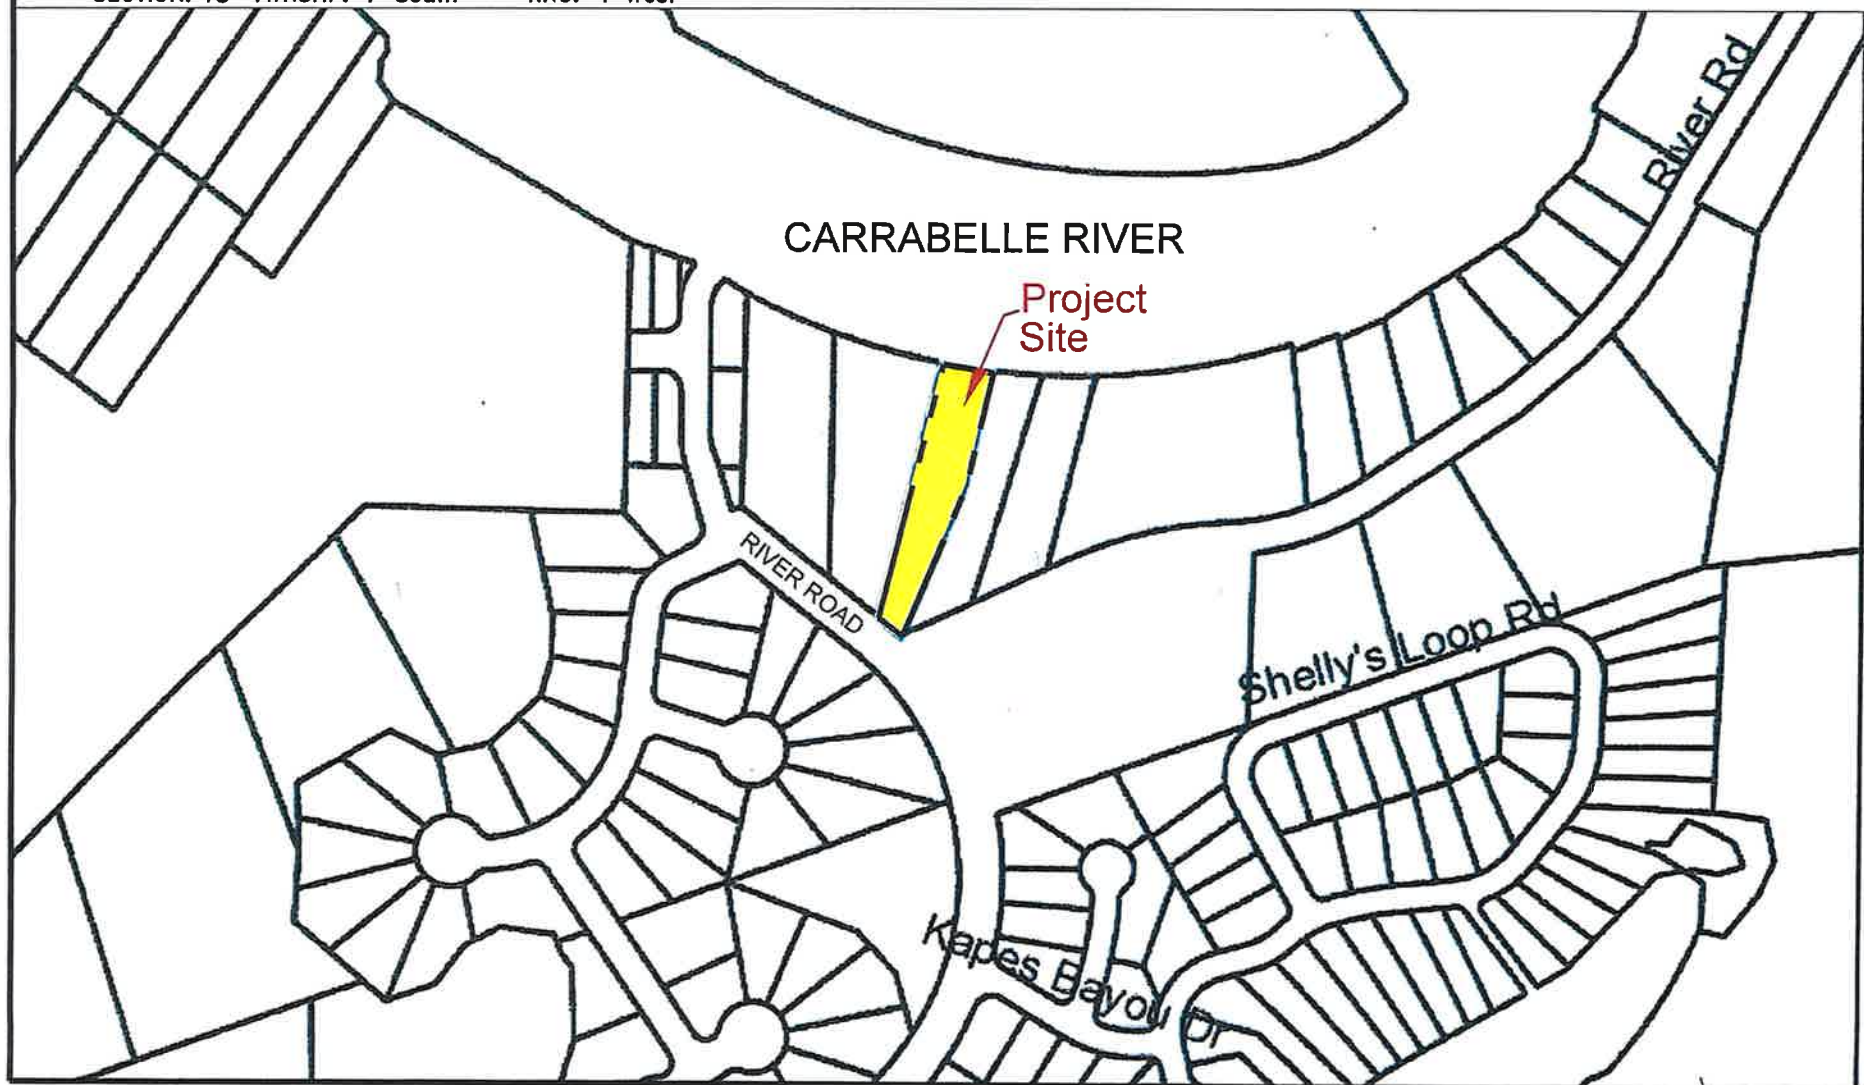 CARRABELLE RIVER
River Rd
Project
Site
RIVER ROAD
Shelly's Loop Rd
Kapes Bayou Dr